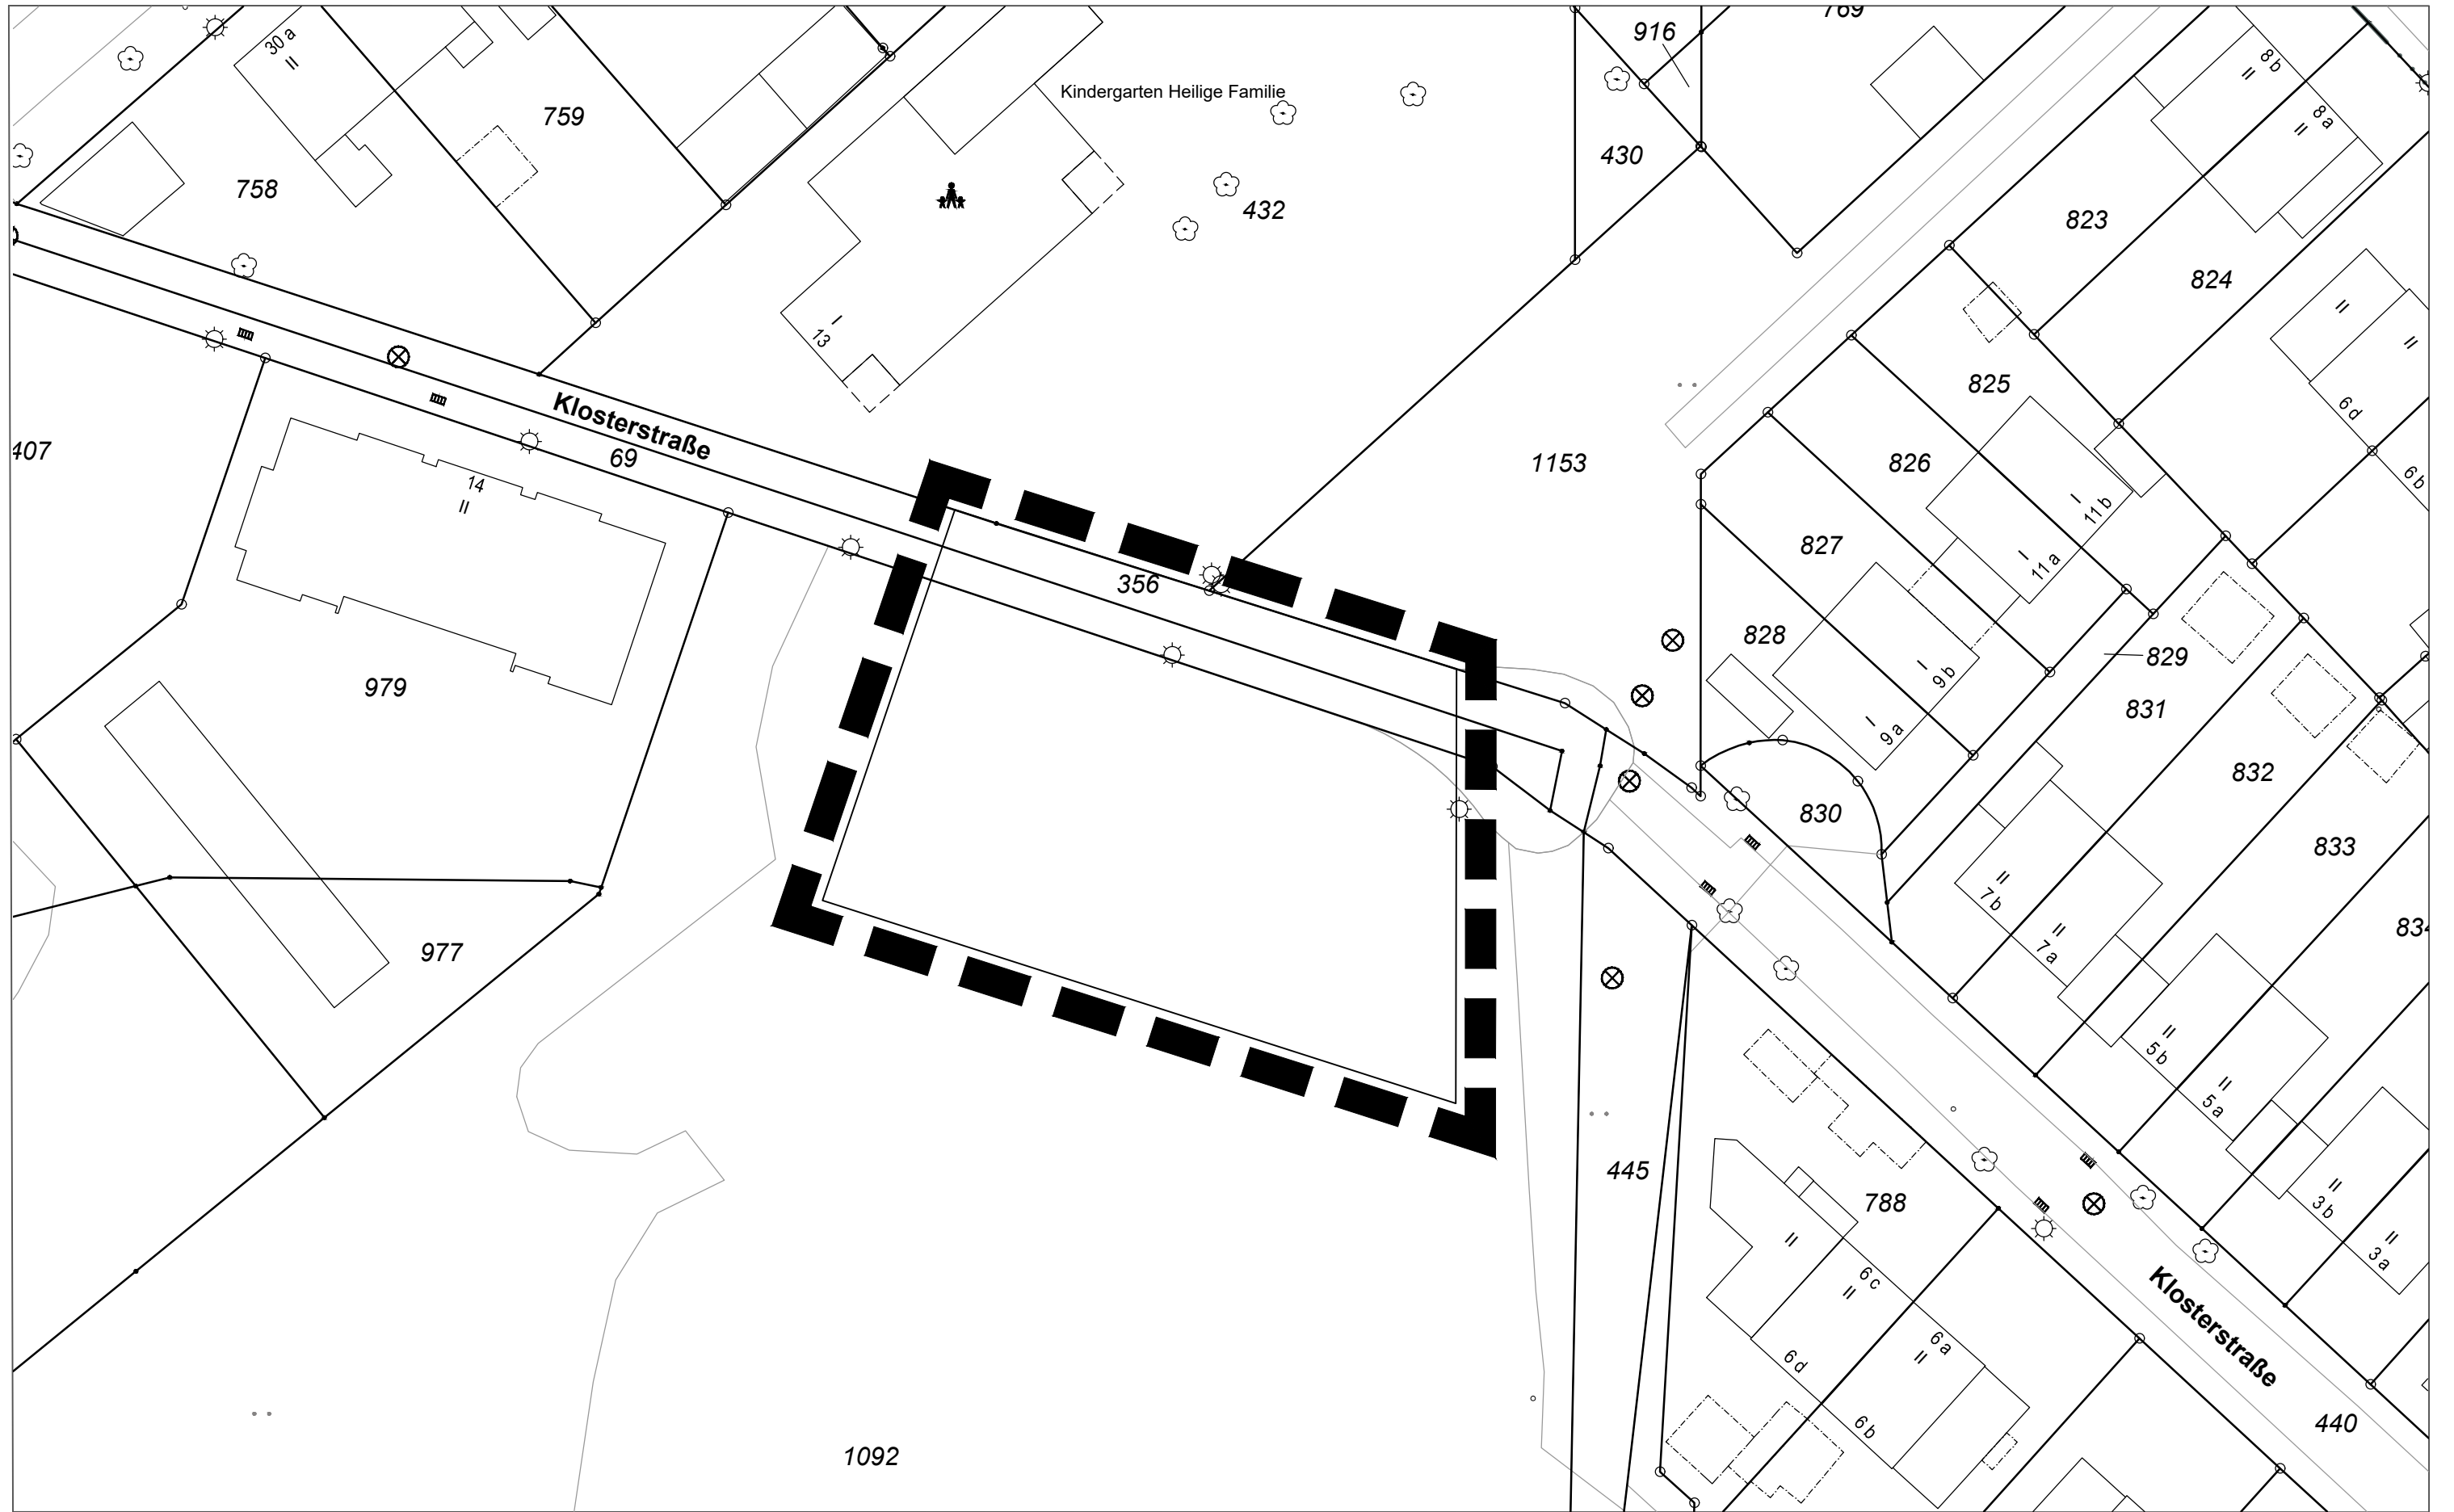 769
916
30 a
II
8 b
II
Kindergarten Heilige Familie
759
8 a
II
430
758
432
823
824
II
I
13
II
825
6 d
Klosterstraße
407
69
1153
826
6 b
14
II
I
11 b
827
I
11 a
356
828
829
I
9 b
979
831
I
9 a
832
830
833
II
7 b
834
II
7 a
977
II
5 b
II
5 a
445
788
II
3 b
II
II
3 a
6 c
II
Klosterstraße
6 a
II
6 d
6 b
440
1092